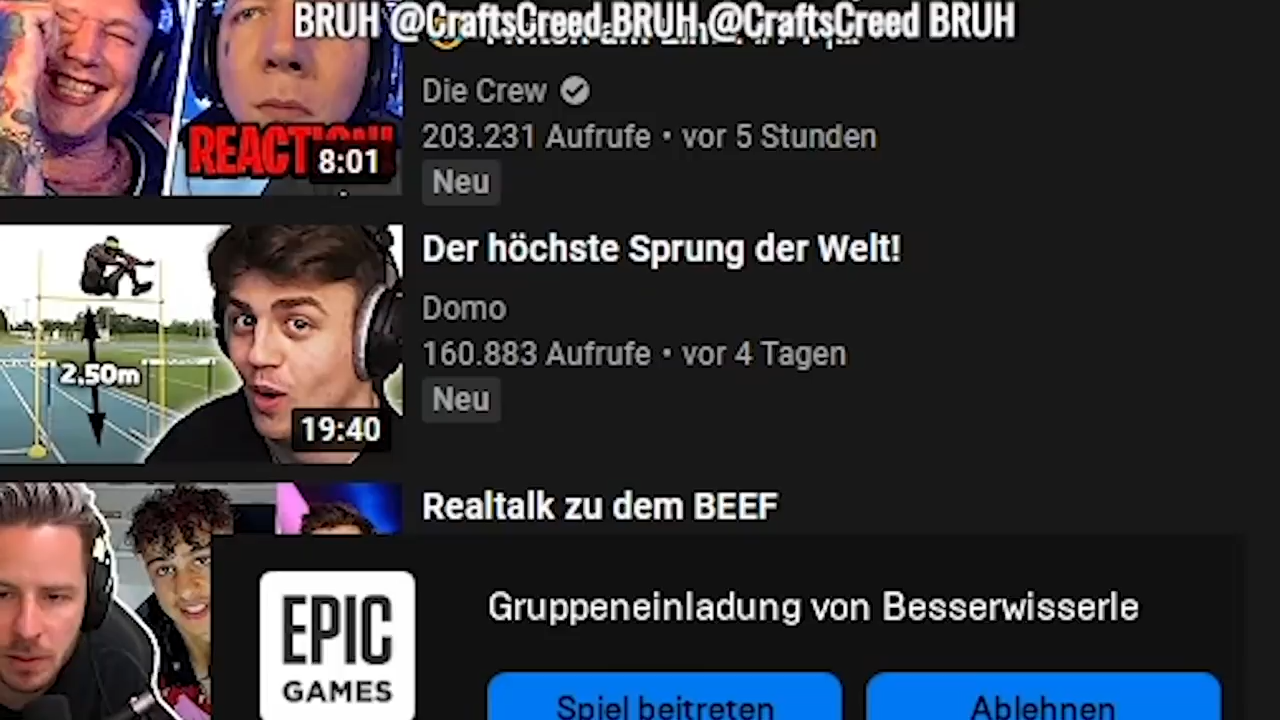 BRUH @CraftsCreed BRUH @CraftsCreed BRUH
Die Crew
203.231 Aufrufe • vor 5 Stunden
REACTION!
8:01
Neu
Der höchste Sprung der Welt!
Domo
160.883 Aufrufe • vor 4 Tagen
2.50m
Neu
19:40
Realtalk zu dem BEEF
EPIC
GAMES
Gruppeneinladung von Besserwisserle
Spiel beitreten
Ablehnen